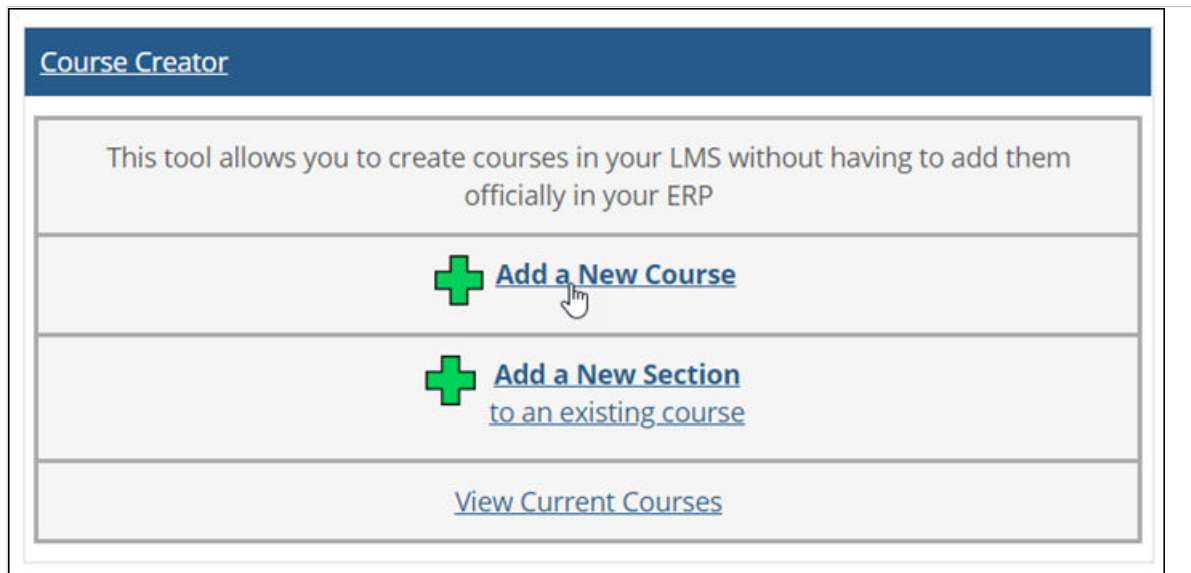 Course Creator
This tool allows you to create courses in your LMS without having to add them
officially in your ERP
Add a New Course
Add a New Section
to an existing course
View Current Courses